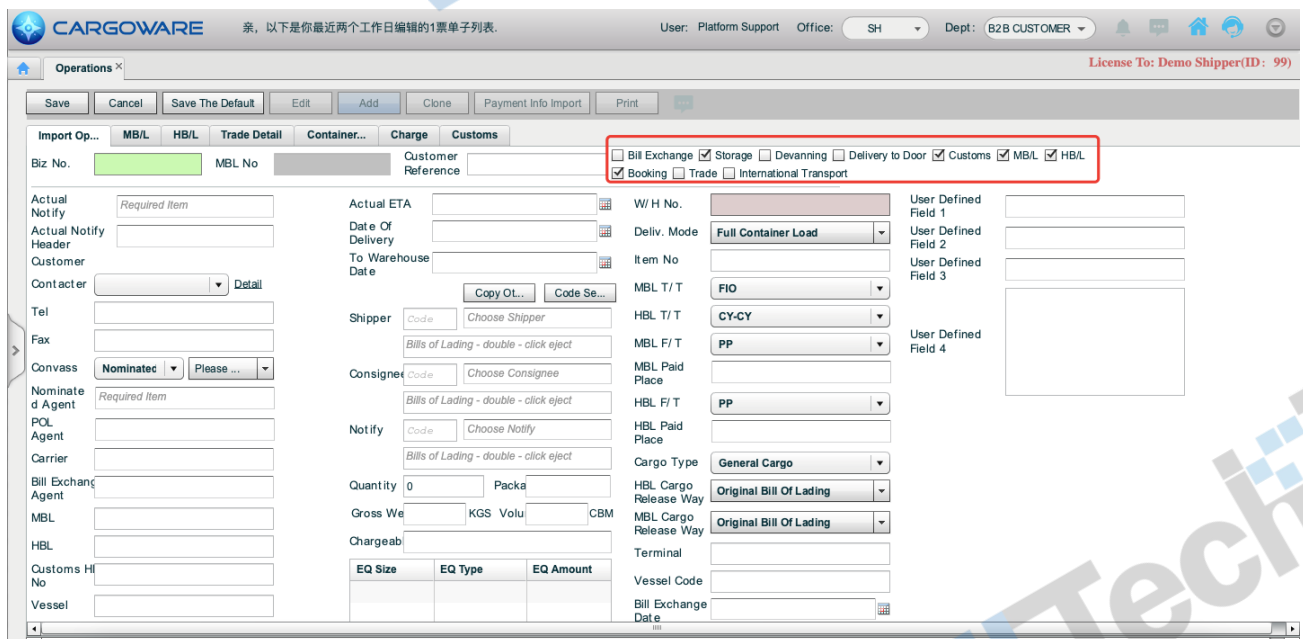 CARGOWARE 亲，以下是你最近两个工作日编辑的1票单子列表. User: Platform Support Office: SH Dept: B2B CUSTOMER
Operations × License To: Demo Shipper(ID: 99)
Save Cancel Save The Default Edit Add Clone Payment Info Import Print
Import Op... MB/L HB/L Trade Detail Container... Charge Customs
Biz No. MBL No Customer Reference
Bill Exchange Storage Devanning Delivery to Door Customs MB/L HB/L
Booking Trade International Transport
Actual Notify Required Item
Actual Notify Header
Customer
Contacter Detail
Tel
Fax
Convass Nominated Please ...
Nominated Agent Required Item
POL Agent
Carrier
Bill Exchang Agent
MBL
HBL
Customs H No
Vessel
Actual ETA
Date Of Delivery
To Warehouse Date
Copy Ot... Code Se...
Shipper Code Choose Shipper
Bills of Lading - double - click eject
Consigne Code Choose Consignee
Bills of Lading - double - click eject
Notify Code Choose Notify
Bills of Lading - double - click eject
Quantity 0 Packa
Gross We KGS Volu CBM
Chargeab
EQ Size EQ Type EQ Amount
W/H No.
Deliv. Mode Full Container Load
Item No
MBL T/T FIO
HBL T/T CY-CY
MBL F/T PP
MBL Paid Place
HBL F/T PP
HBL Paid Place
Cargo Type General Cargo
HBL Cargo Release Way Original Bill Of Lading
MBL Cargo Release Way Original Bill Of Lading
Terminal
Vessel Code
Bill Exchange Date
User Defined Field 1
User Defined Field 2
User Defined Field 3
User Defined Field 4